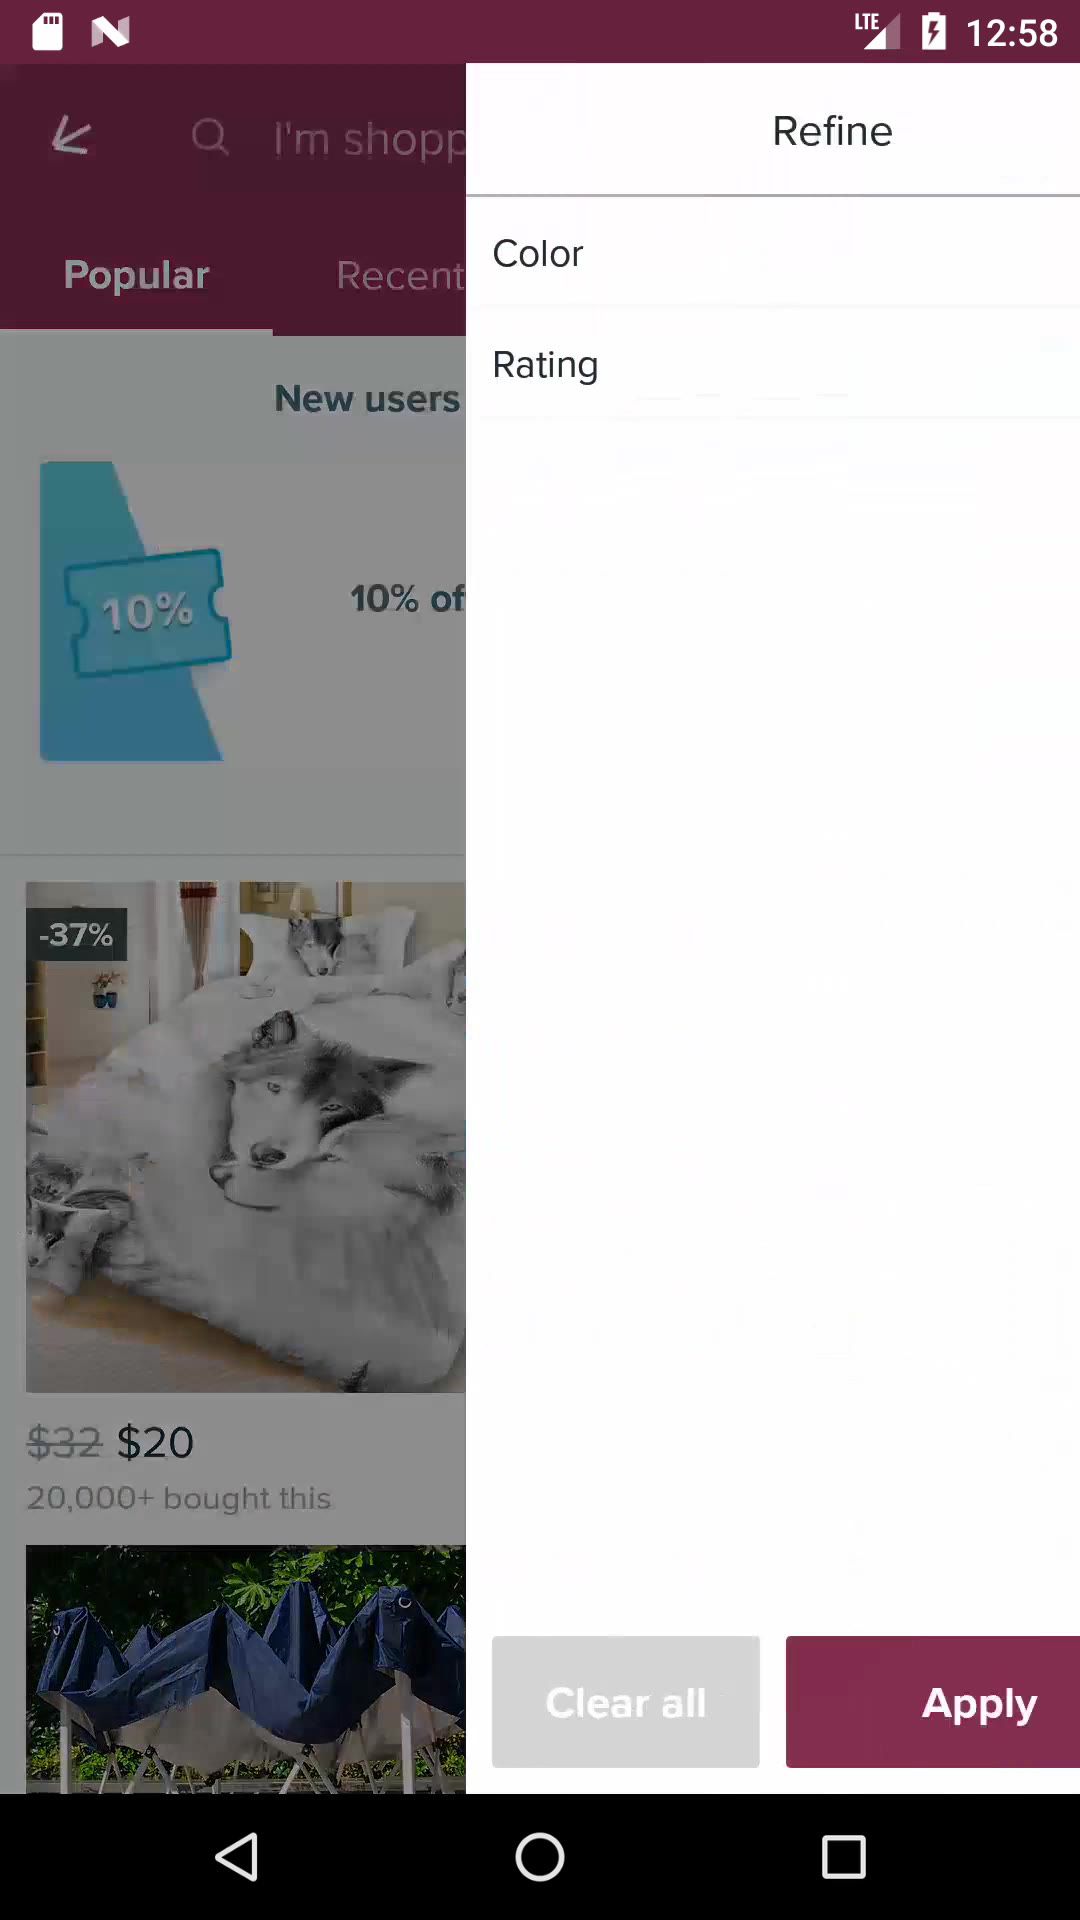 LTE 12:58
I'm shopp
Refine
Popular
Recent
Color
Rating
New users
10%
10% of
-37%
$32 $20
20,000+ bought this
Clear all
Apply